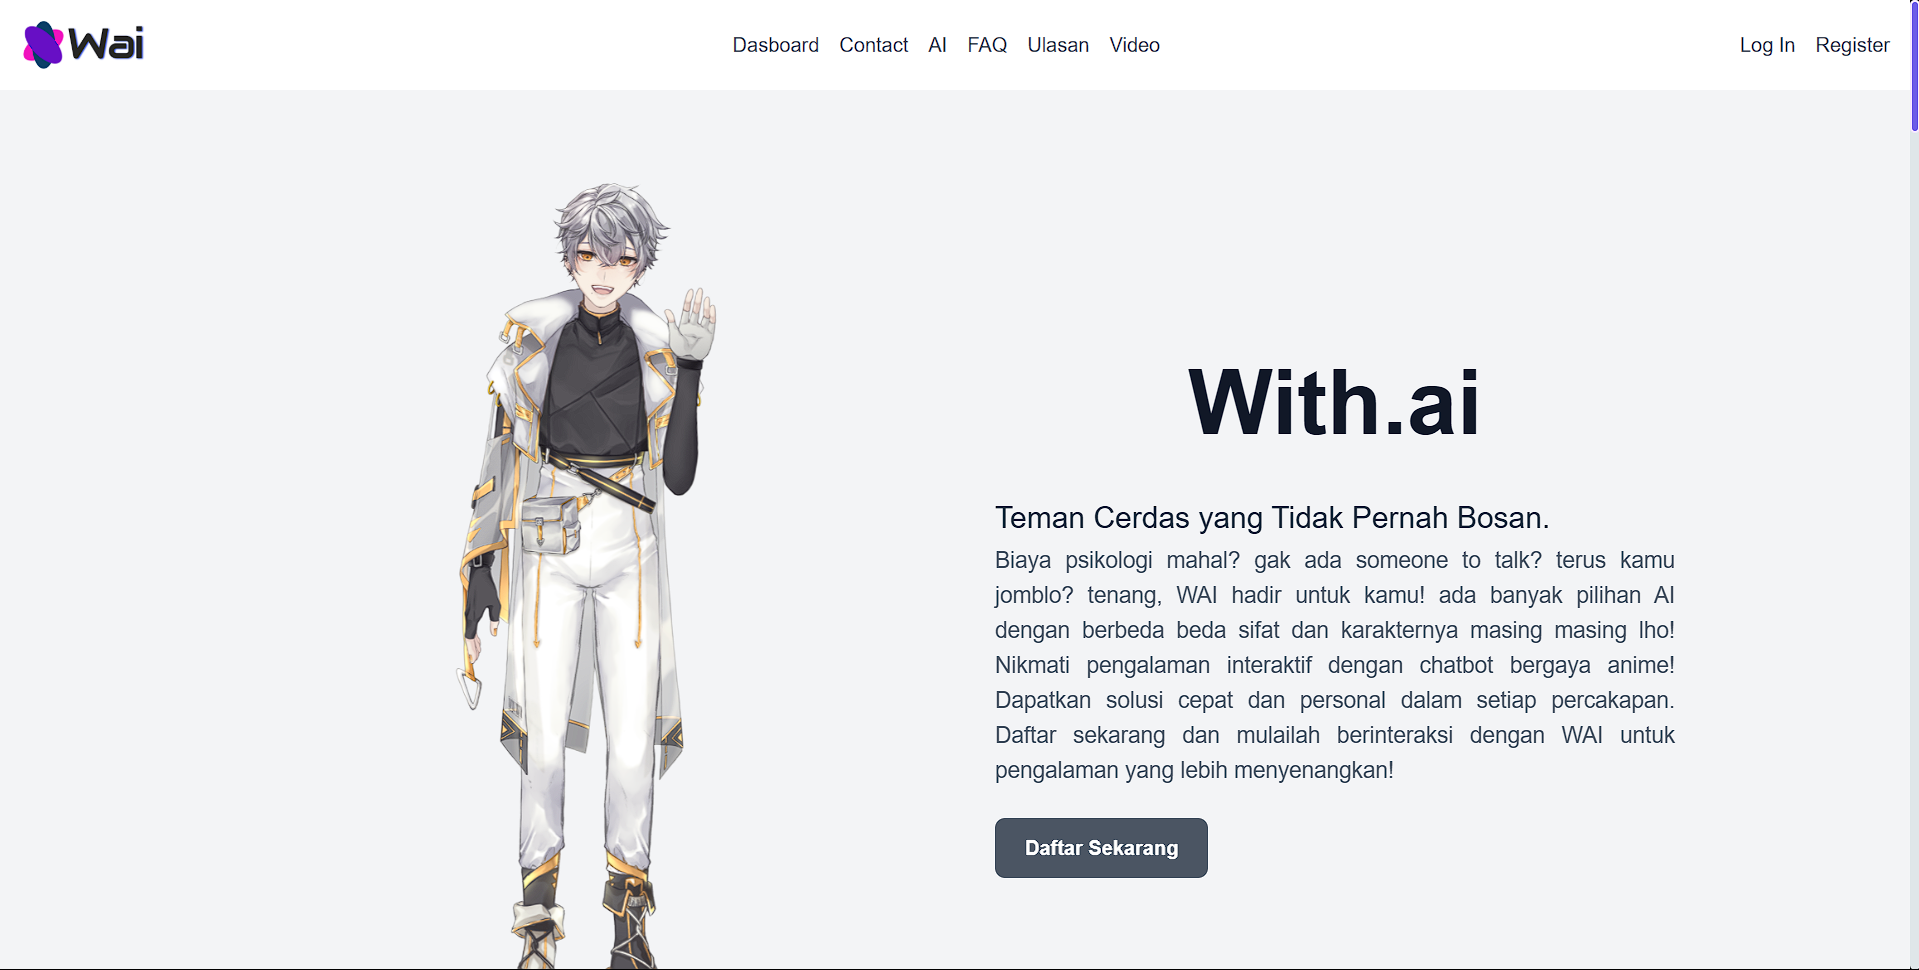 Wai
Dasboard Contact AI FAQ Ulasan Video
Log In Register
With.ai
Teman Cerdas yang Tidak Pernah Bosan.
Biaya psikologi mahal? gak ada someone to talk? terus kamu
jomblo? tenang, WAI hadir untuk kamu! ada banyak pilihan AI
dengan berbeda beda sifat dan karakternya masing masing lho!
Nikmati pengalaman interaktif dengan chatbot bergaya anime!
Dapatkan solusi cepat dan personal dalam setiap percakapan.
Daftar sekarang dan mulailah berinteraksi dengan WAI untuk
pengalaman yang lebih menyenangkan!
Daftar Sekarang